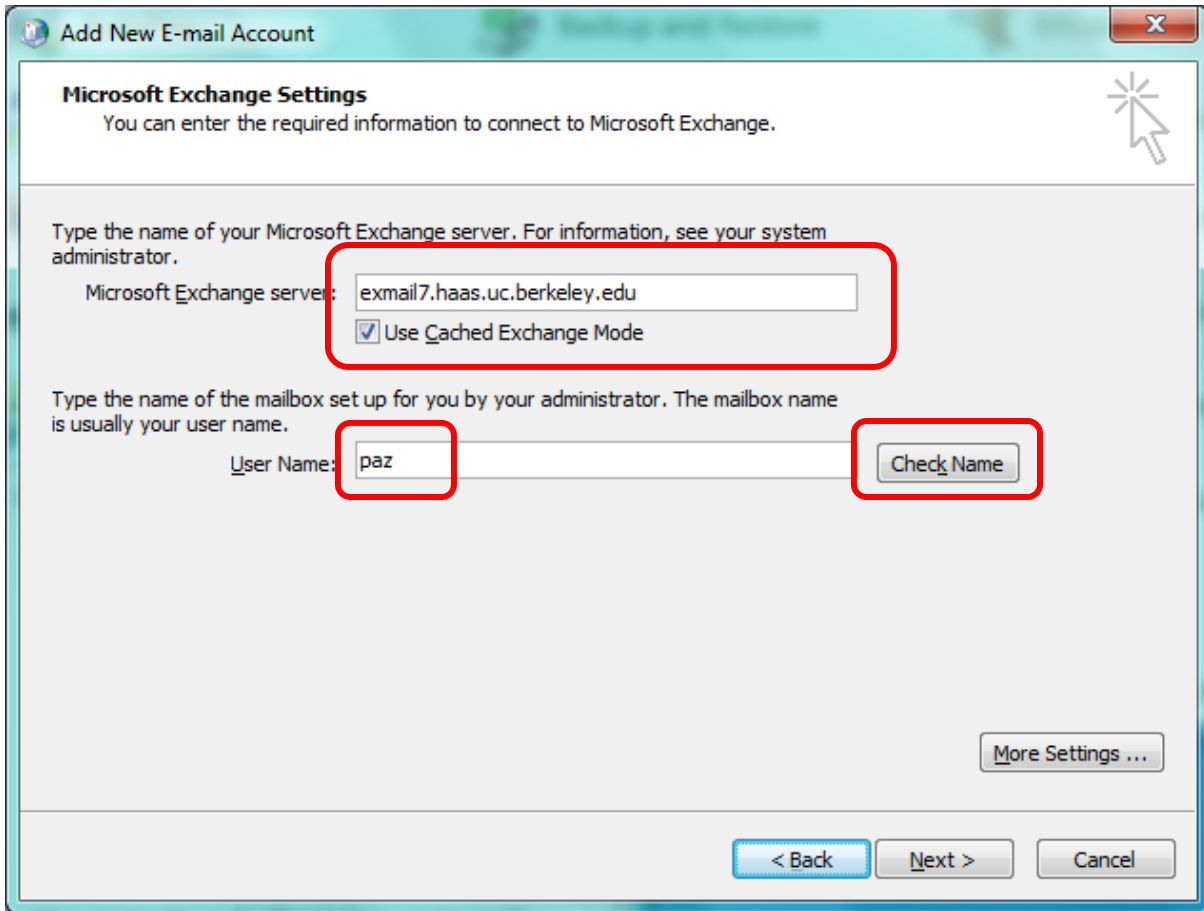 Add New E-mail Account
Backup and Restore
X
Microsoft Exchange Settings
You can enter the required information to connect to Microsoft Exchange.
Type the name of your Microsoft Exchange server. For information, see your system
administrator.
Microsoft Exchange server: exmail7.haas.uc.berkeley.edu
Use Cached Exchange Mode
Type the name of the mailbox set up for you by your administrator. The mailbox name
is usually your user name.
User Name: paz Check Name
More Settings ...
< Back Next > Cancel